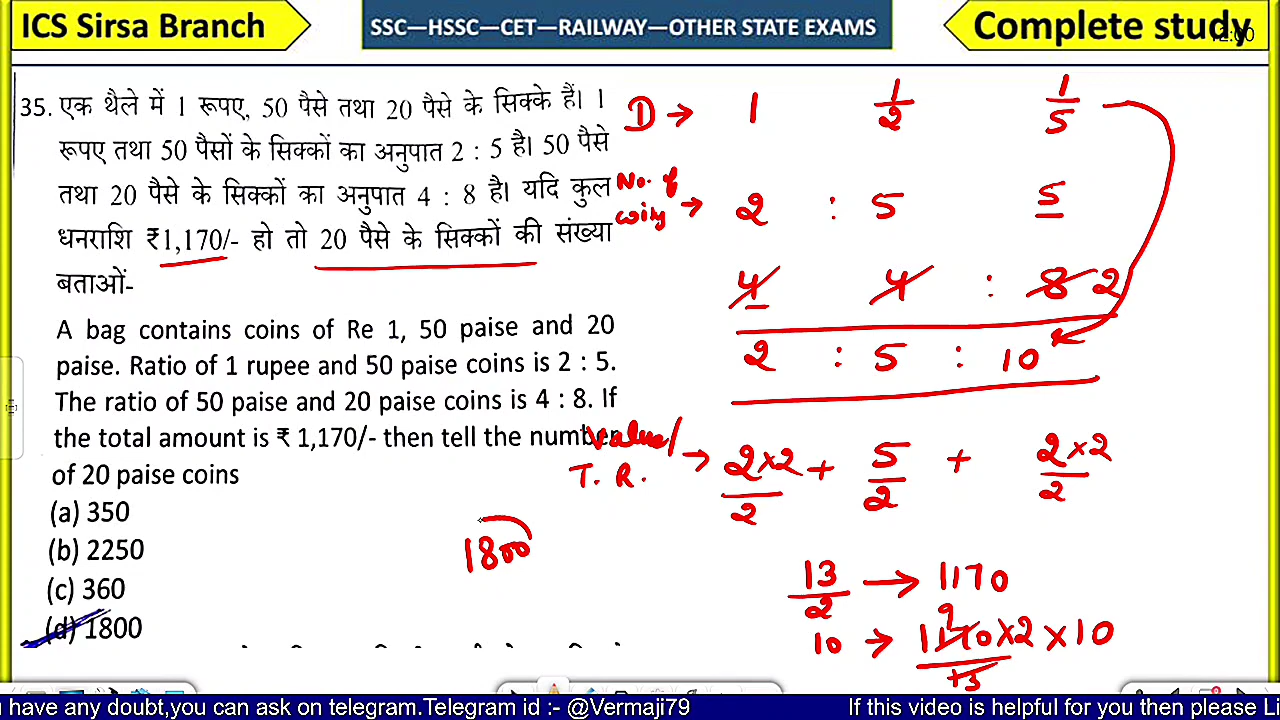 ICS Sirsa Branch
SSC—HSSC—CET—RAILWAY—OTHER STATE EXAMS
Complete study
35. एक थैले में 1 रूपए, 50 पैसे तथा 20 पैसे के सिक्के हैं। 1
रूपए तथा 50 पैसों के सिक्कों का अनुपात 2 : 5 है। 50 पैसे
तथा 20 पैसे के सिक्कों का अनुपात 4 : 8 है। यदि कुल
धनराशि ₹1,170/- हो तो 20 पैसे के सिक्कों की संख्या
बताओं-
A bag contains coins of Re 1, 50 paise and 20
paise. Ratio of 1 rupee and 50 paise coins is 2 : 5.
The ratio of 50 paise and 20 paise coins is 4 : 8. If
the total amount is ₹ 1,170/- then tell the number
of 20 paise coins
(a) 350
(b) 2250
(c) 360
(d) 1800
1800
D → 1 1/2 1/5
No. of
coins → 2 : 5 5
4 4 : 8 2
2 : 5 : 10
Value/
T. R. → 2×2/2 + 5/2 + 2×2/2
13/2 → 1170
10 → 1170×2×10/13
9
u have any doubt,you can ask on telegram.Telegram id :- @Vermaji79
If this video is helpful for you then please Li